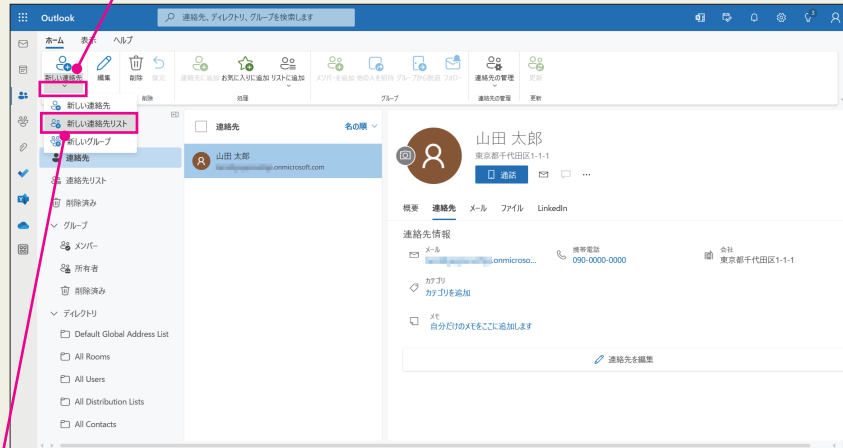 Outlook
連絡先、ディレクトリ、グループを検索します
3
ホーム 表示 ヘルプ
新しい連絡先 編集 削除 復元 連絡先に追加 お気に入りに追加 リストに追加 メンバーを追加 他の人を招待 グループから脱退 フォロー 連絡先の管理 更新
削除 処理 グループ 連絡先の管理 更新
新しい連絡先
新しい連絡先リスト
新しいグループ
連絡先
連絡先リスト
削除済み
グループ
メンバー
所有者
削除済み
ディレクトリ
Default Global Address List
All Rooms
All Users
All Distribution Lists
All Contacts
連絡先 名の順
山田 太郎
.onmicrosoft.com
山田 太郎
東京都千代田区1-1-1
通話
概要 連絡先 メール ファイル LinkedIn
連絡先情報
メール
.onmicroso...
携帯電話
090-0000-0000
会社
東京都千代田区1-1-1
カテゴリ
カテゴリを追加
メモ
自分だけのメモをここに追加します
連絡先を編集